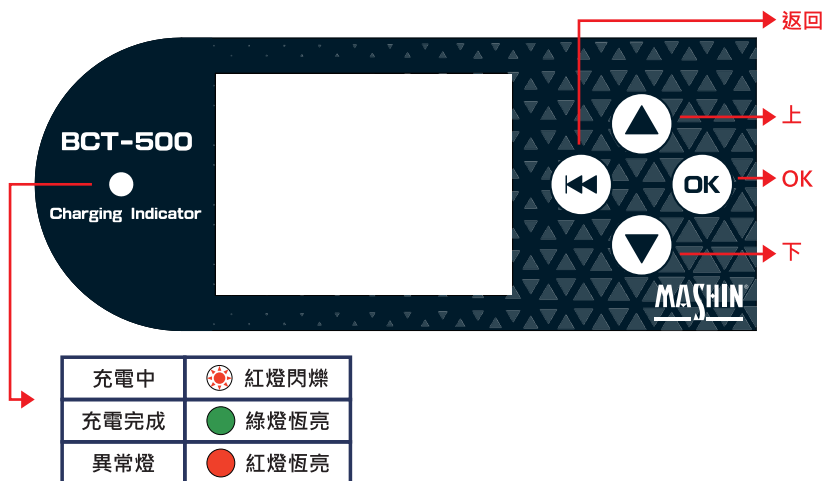 返回
上
OK
下
BCT-500
Charging Indicator
OK
MASHIN
充電中 紅燈閃爍
充電完成 綠燈恆亮
異常燈 紅燈恆亮